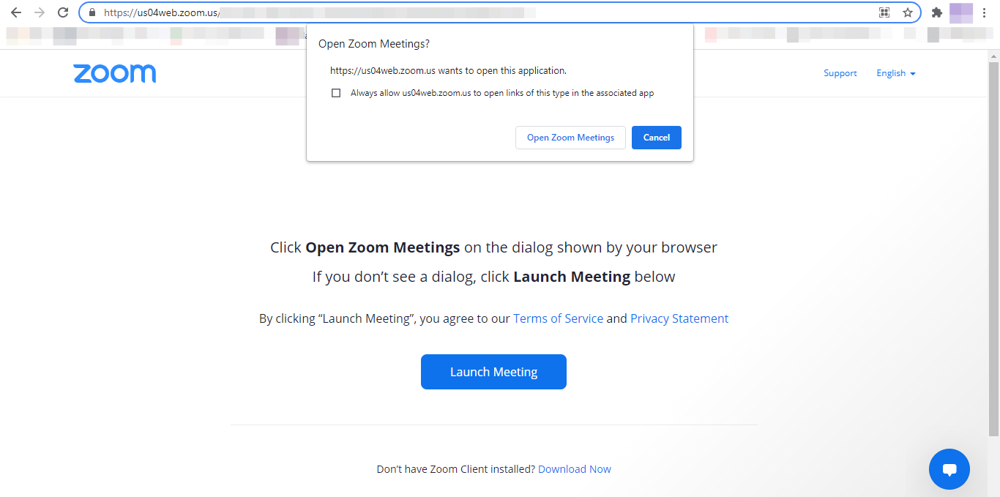 https://us04web.zoom.us/
Open Zoom Meetings?
https://us04web.zoom.us wants to open this application.
Always allow us04web.zoom.us to open links of this type in the associated app
Open Zoom Meetings
Cancel
zoom
Support
English
Click Open Zoom Meetings on the dialog shown by your browser
If you don’t see a dialog, click Launch Meeting below
By clicking “Launch Meeting”, you agree to our Terms of Service and Privacy Statement
Launch Meeting
Don’t have Zoom Client installed? Download Now